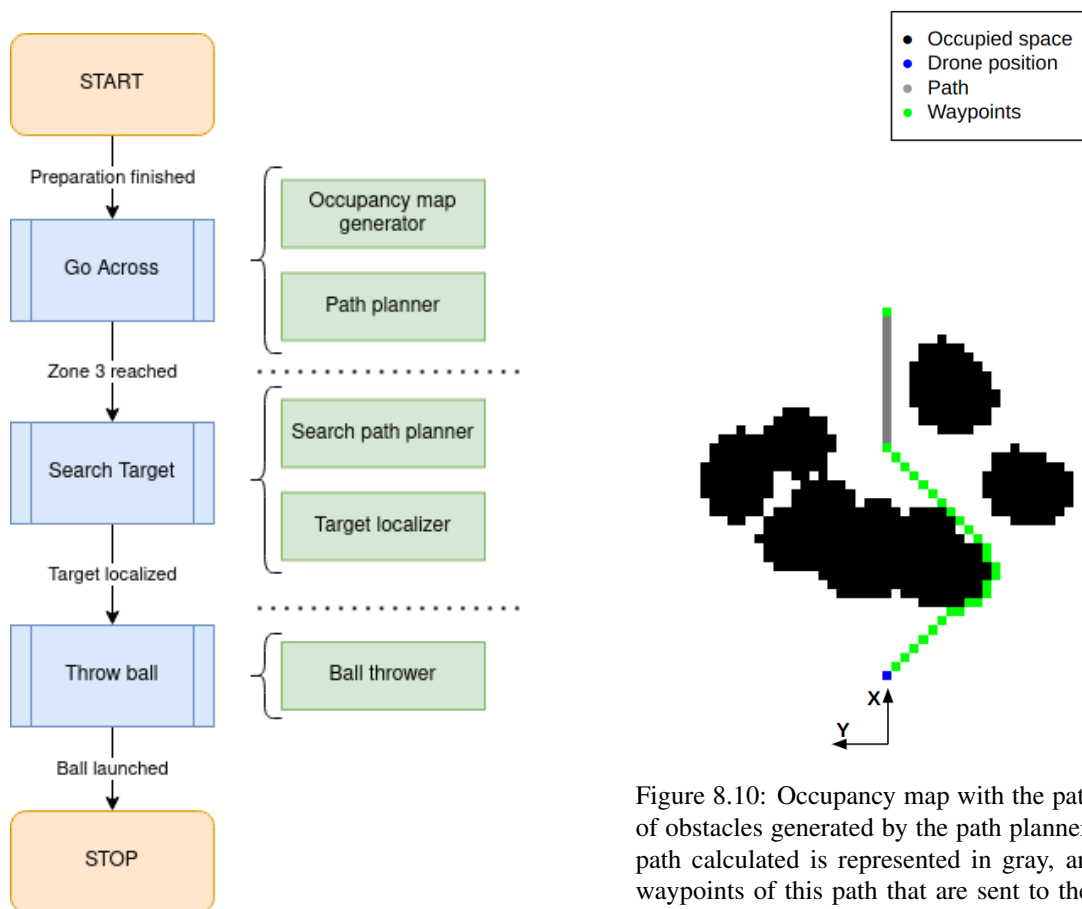 START
Preparation finished
Go Across
Occupancy map
generator
Path planner
Zone 3 reached
Search Target
Search path planner
Target localizer
Target localized
Throw ball
Ball thrower
Ball launched
STOP
Occupied space
Drone position
Path
Waypoints
X
Y
Figure 8.10: Occupancy map with the pat
of obstacles generated by the path planner
path calculated is represented in gray, an
waypoints of this path that are sent to the